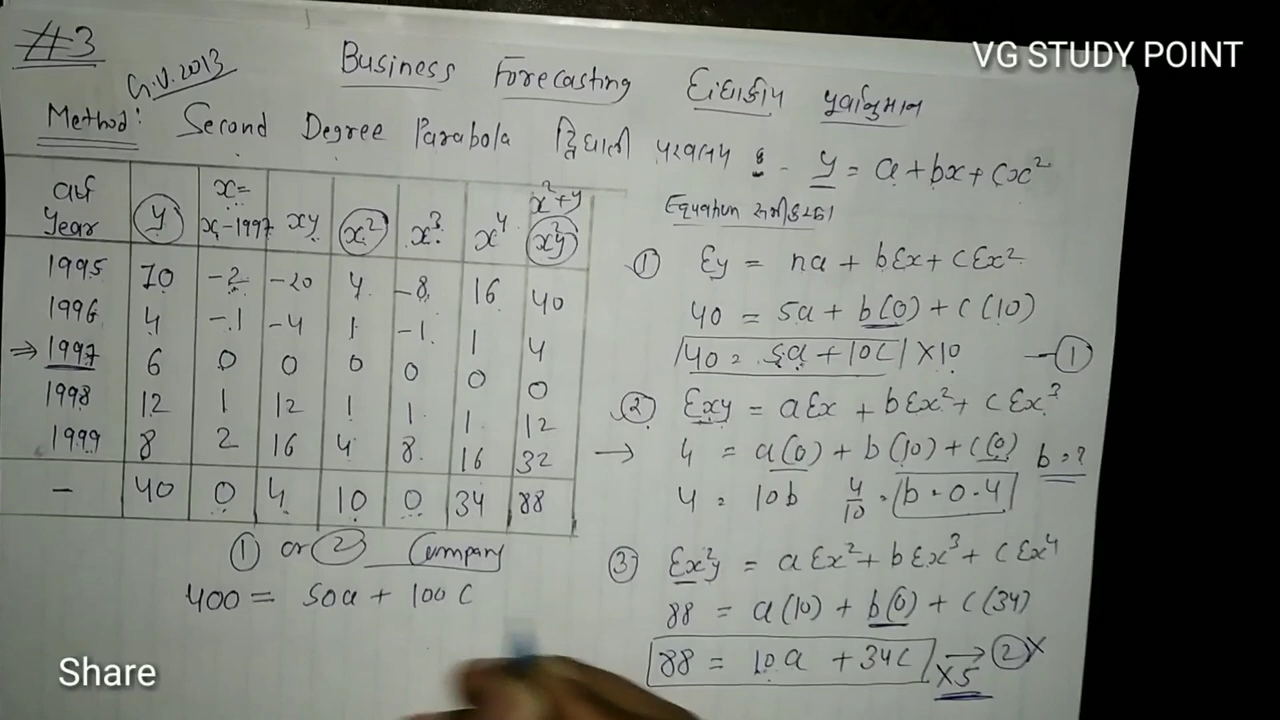 #3
VG STUDY POINT
G.U. 2013
Business Forecasting ધંધાકીય પૂર્વાનુમાન
Method: Second Degree Parabola દ્વિઘાતી પરવલય :- y = a + bx + cx²
વર્ષ Year | y | x = x-1997 | xy | x² | x³ | x⁴ | x²+y x²y
1995 | 10 | -2 | -20 | 4 | -8 | 16 | 40
1996 | 4 | -1 | -4 | 1 | -1 | 1 | 4
⇒ 1997 | 6 | 0 | 0 | 0 | 0 | 0 | 0
1998 | 12 | 1 | 12 | 1 | 1 | 1 | 12
1999 | 8 | 2 | 16 | 4 | 8 | 16 | 32
- | 40 | 0 | 4 | 10 | 0 | 34 | 88
① or ② Compary
400 = 50a + 100c
Equation સમીકરણ
① Σy = na + bΣx + cΣx²
40 = 5a + b(0) + c(10)
40 = 5a + 10c ×10 — ①
② Σxy = aΣx + bΣx² + cΣx³
→ 4 = a(0) + b(10) + c(0) b = ?
4 = 10b 4/10 = b = 0.4
③ Σx²y = aΣx² + bΣx³ + cΣx⁴
88 = a(10) + b(0) + c(34)
88 = 10a + 34c → ② ×
×5
Share